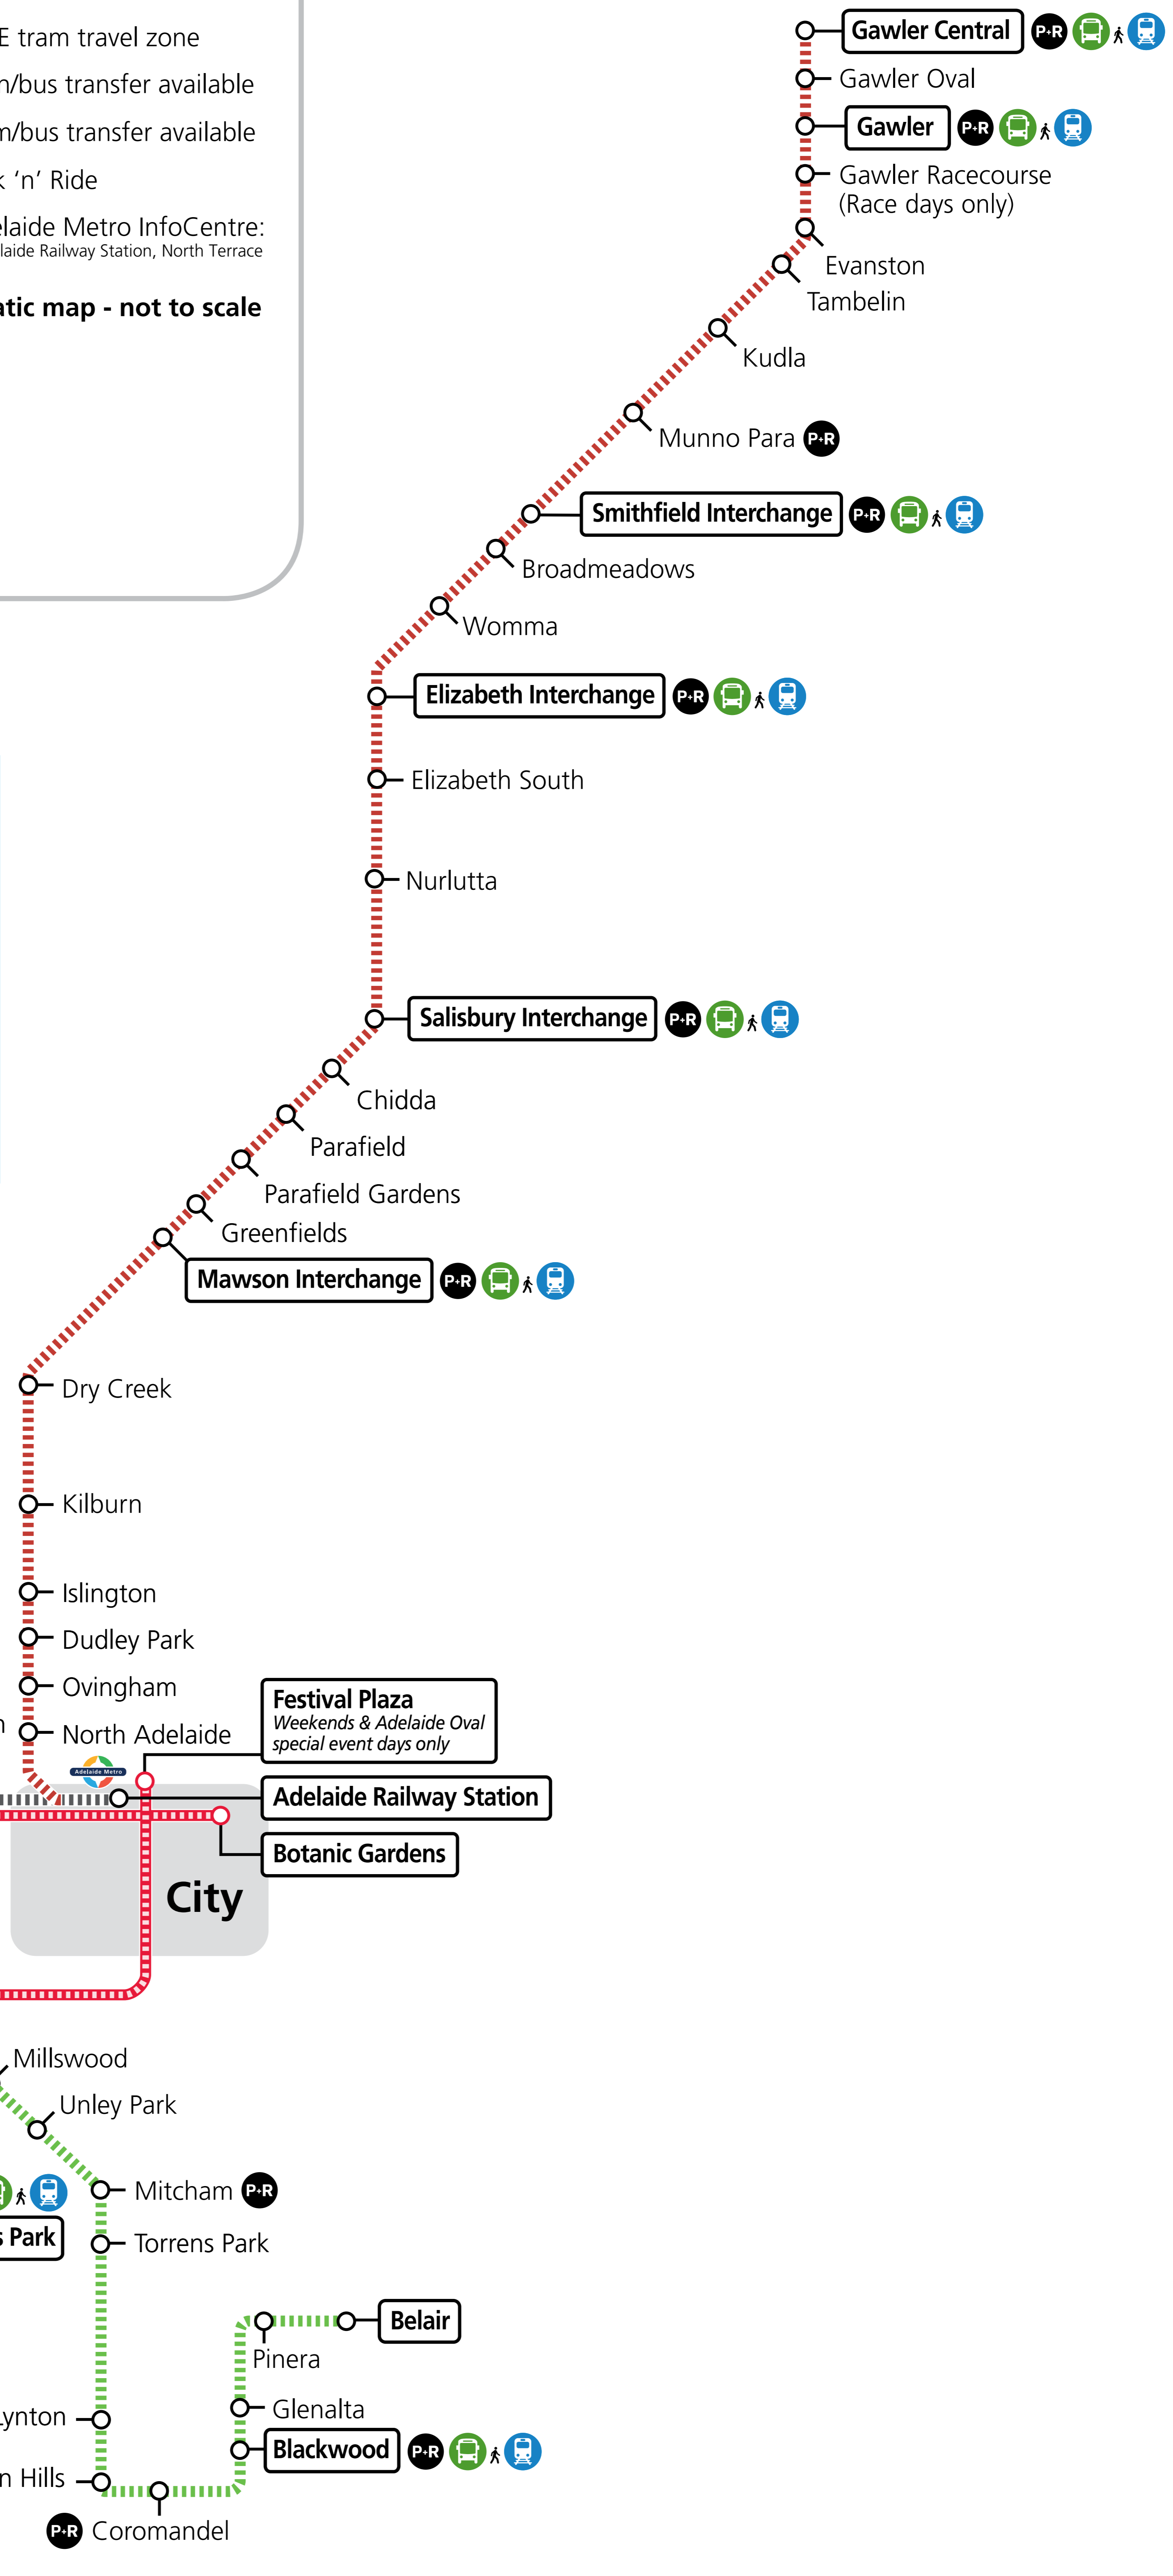 E tram travel zone
n/bus transfer available
m/bus transfer available
k ‘n’ Ride
elaide Metro InfoCentre:
laide Railway Station, North Terrace
atic map - not to scale
Gawler Central P+R
Gawler Oval
Gawler P+R
Gawler Racecourse
(Race days only)
Evanston
Tambelin
Kudla
Munno Para P+R
Smithfield Interchange P+R
Broadmeadows
Womma
Elizabeth Interchange P+R
Elizabeth South
Nurlutta
Salisbury Interchange P+R
Chidda
Parafield
Parafield Gardens
Greenfields
Mawson Interchange P+R
Dry Creek
Kilburn
Islington
Dudley Park
Ovingham
n
North Adelaide
Festival Plaza
Weekends & Adelaide Oval
special event days only
Adelaide Metro
Adelaide Railway Station
Botanic Gardens
City
Millswood
Unley Park
Mitcham P+R
s Park
Torrens Park
Belair
Pinera
Glenalta
Lynton
Blackwood P+R
n Hills
P+R Coromandel